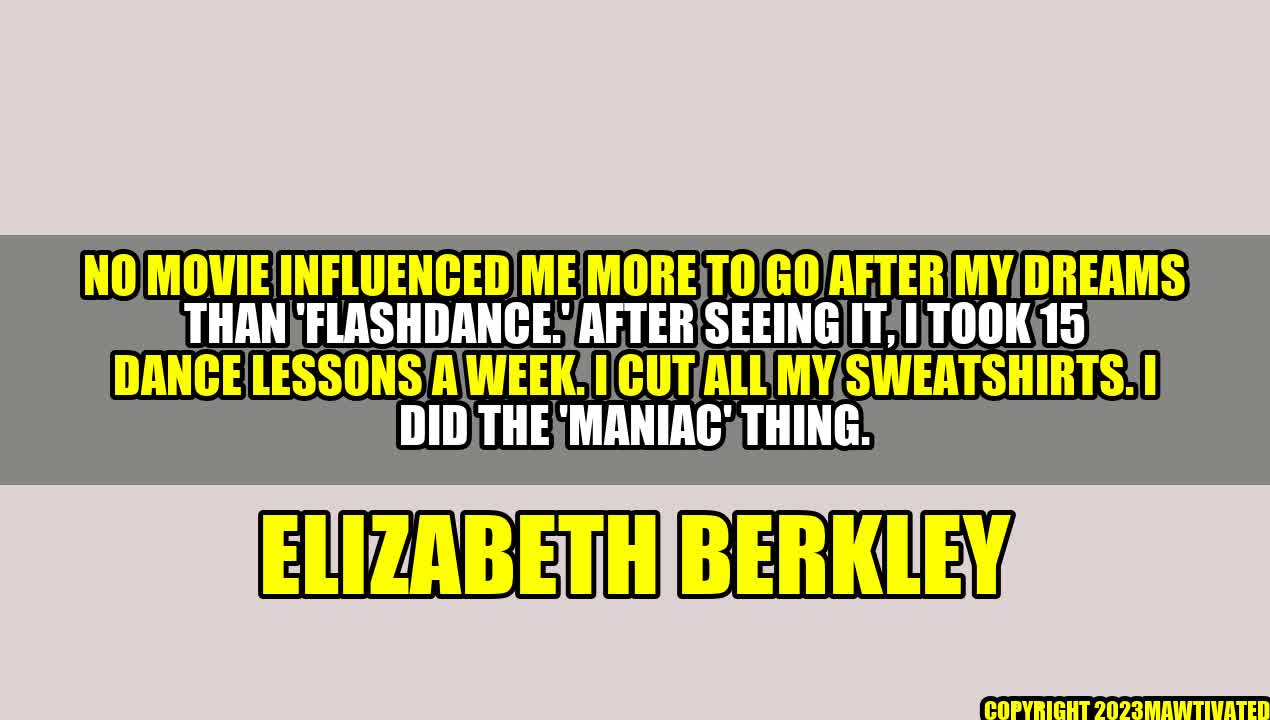 NO MOVIE INFLUENCED ME MORE TO GO AFTER MY DREAMS
THAN 'FLASHDANCE.' AFTER SEEING IT, I TOOK 15
DANCE LESSONS A WEEK. I CUT ALL MY SWEATSHIRTS. I
DID THE 'MANIAC' THING.
ELIZABETH BERKLEY
COPYRIGHT 2023MAWTIVATED